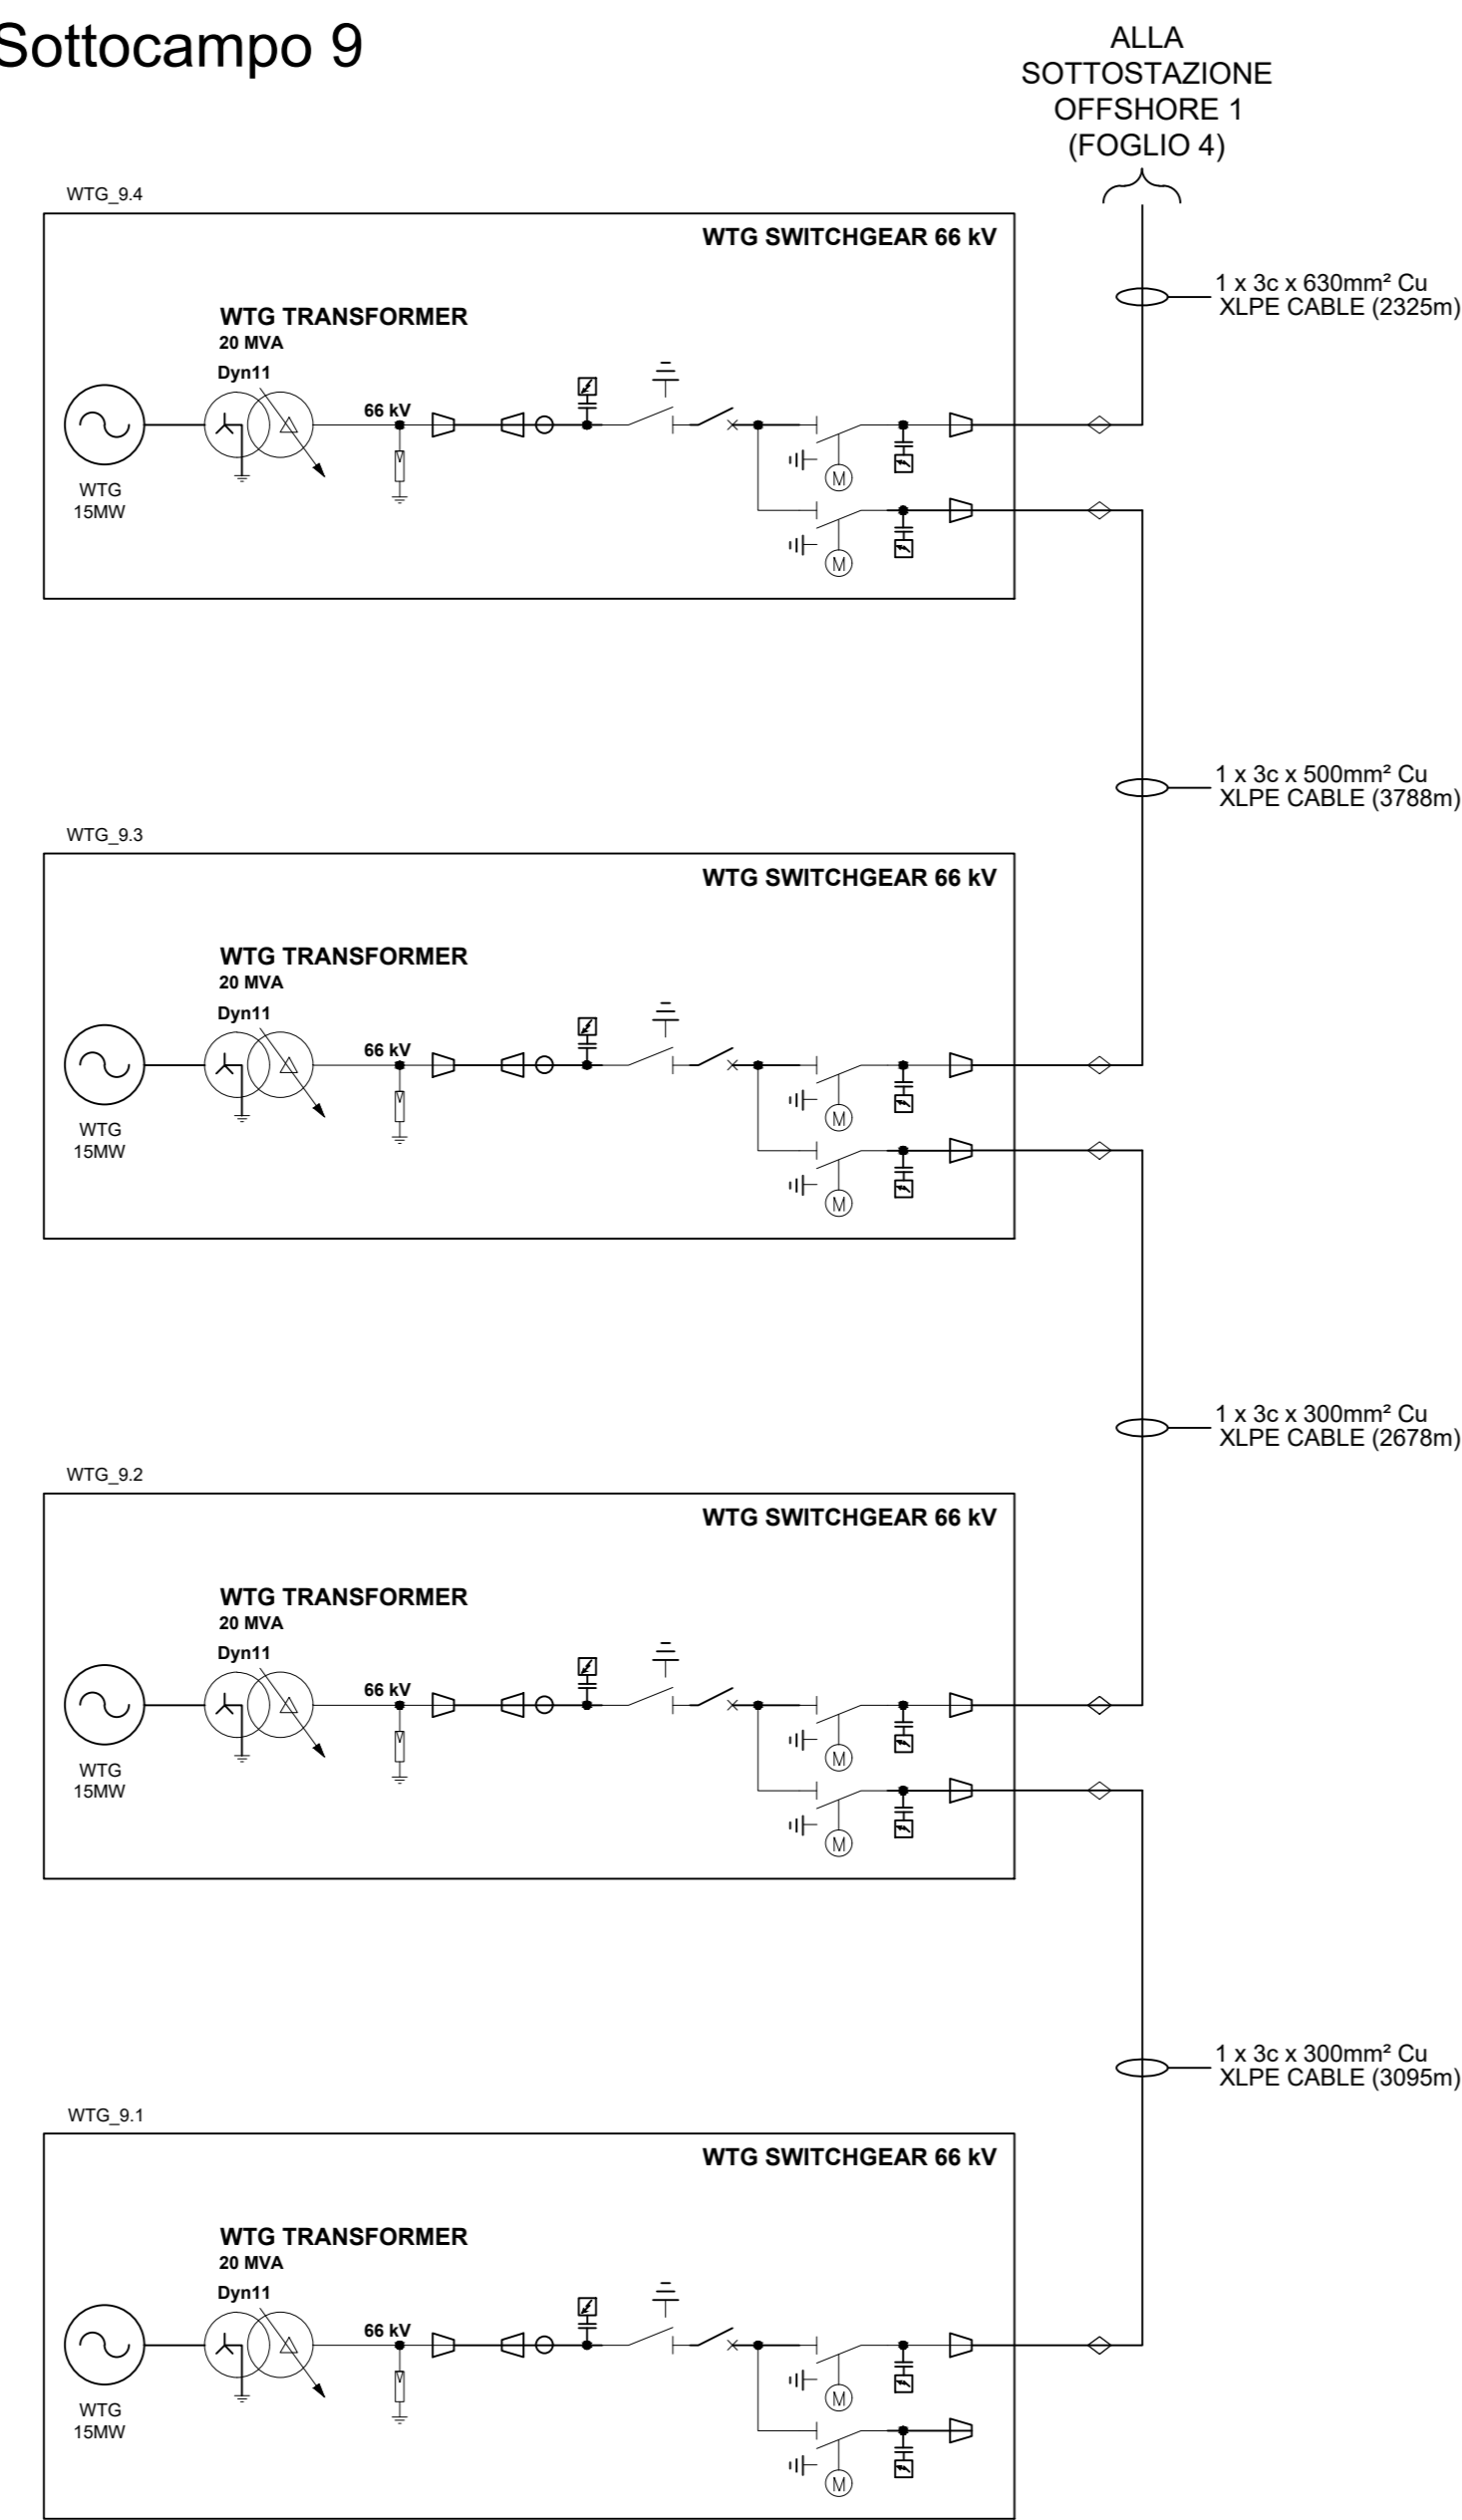 Sottocampo 9
ALLA
SOTTOSTAZIONE
OFFSHORE 1
(FOGLIO 4)
WTG_9.4
WTG SWITCHGEAR 66 kV
1 x 3c x 630mm² Cu
XLPE CABLE (2325m)
WTG TRANSFORMER
20 MVA
Dyn11
66 kV
WTG
15MW
M
M
1 x 3c x 500mm² Cu
XLPE CABLE (3788m)
WTG_9.3
WTG SWITCHGEAR 66 kV
WTG TRANSFORMER
20 MVA
Dyn11
66 kV
WTG
15MW
M
M
1 x 3c x 300mm² Cu
XLPE CABLE (2678m)
WTG_9.2
WTG SWITCHGEAR 66 kV
WTG TRANSFORMER
20 MVA
Dyn11
66 kV
WTG
15MW
M
M
1 x 3c x 300mm² Cu
XLPE CABLE (3095m)
WTG_9.1
WTG SWITCHGEAR 66 kV
WTG TRANSFORMER
20 MVA
Dyn11
66 kV
WTG
15MW
M
M